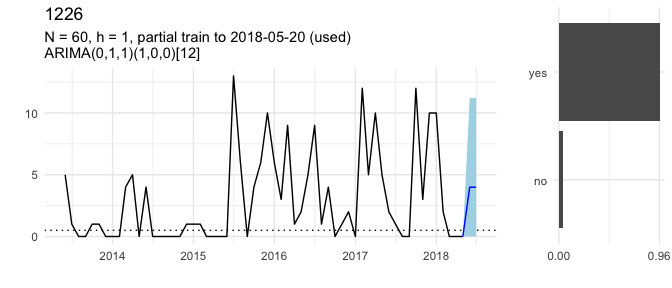 1226
N = 60, h = 1, partial train to 2018-05-20 (used)
ARIMA(0,1,1)(1,0,0)[12]
10
5
0
2014 2015 2016 2017 2018
yes
no
0.00 0.96